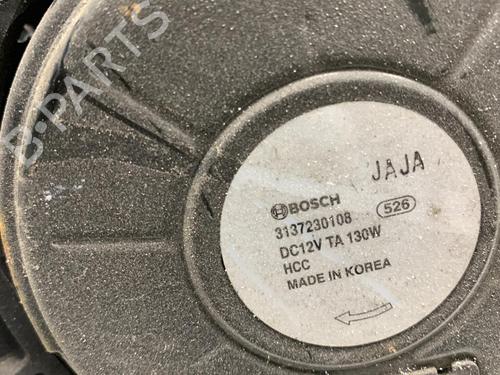 B-PARTS
JAJA
BOSCH
3137230108 526
DC12V TA 130W
HCC
MADE IN KOREA